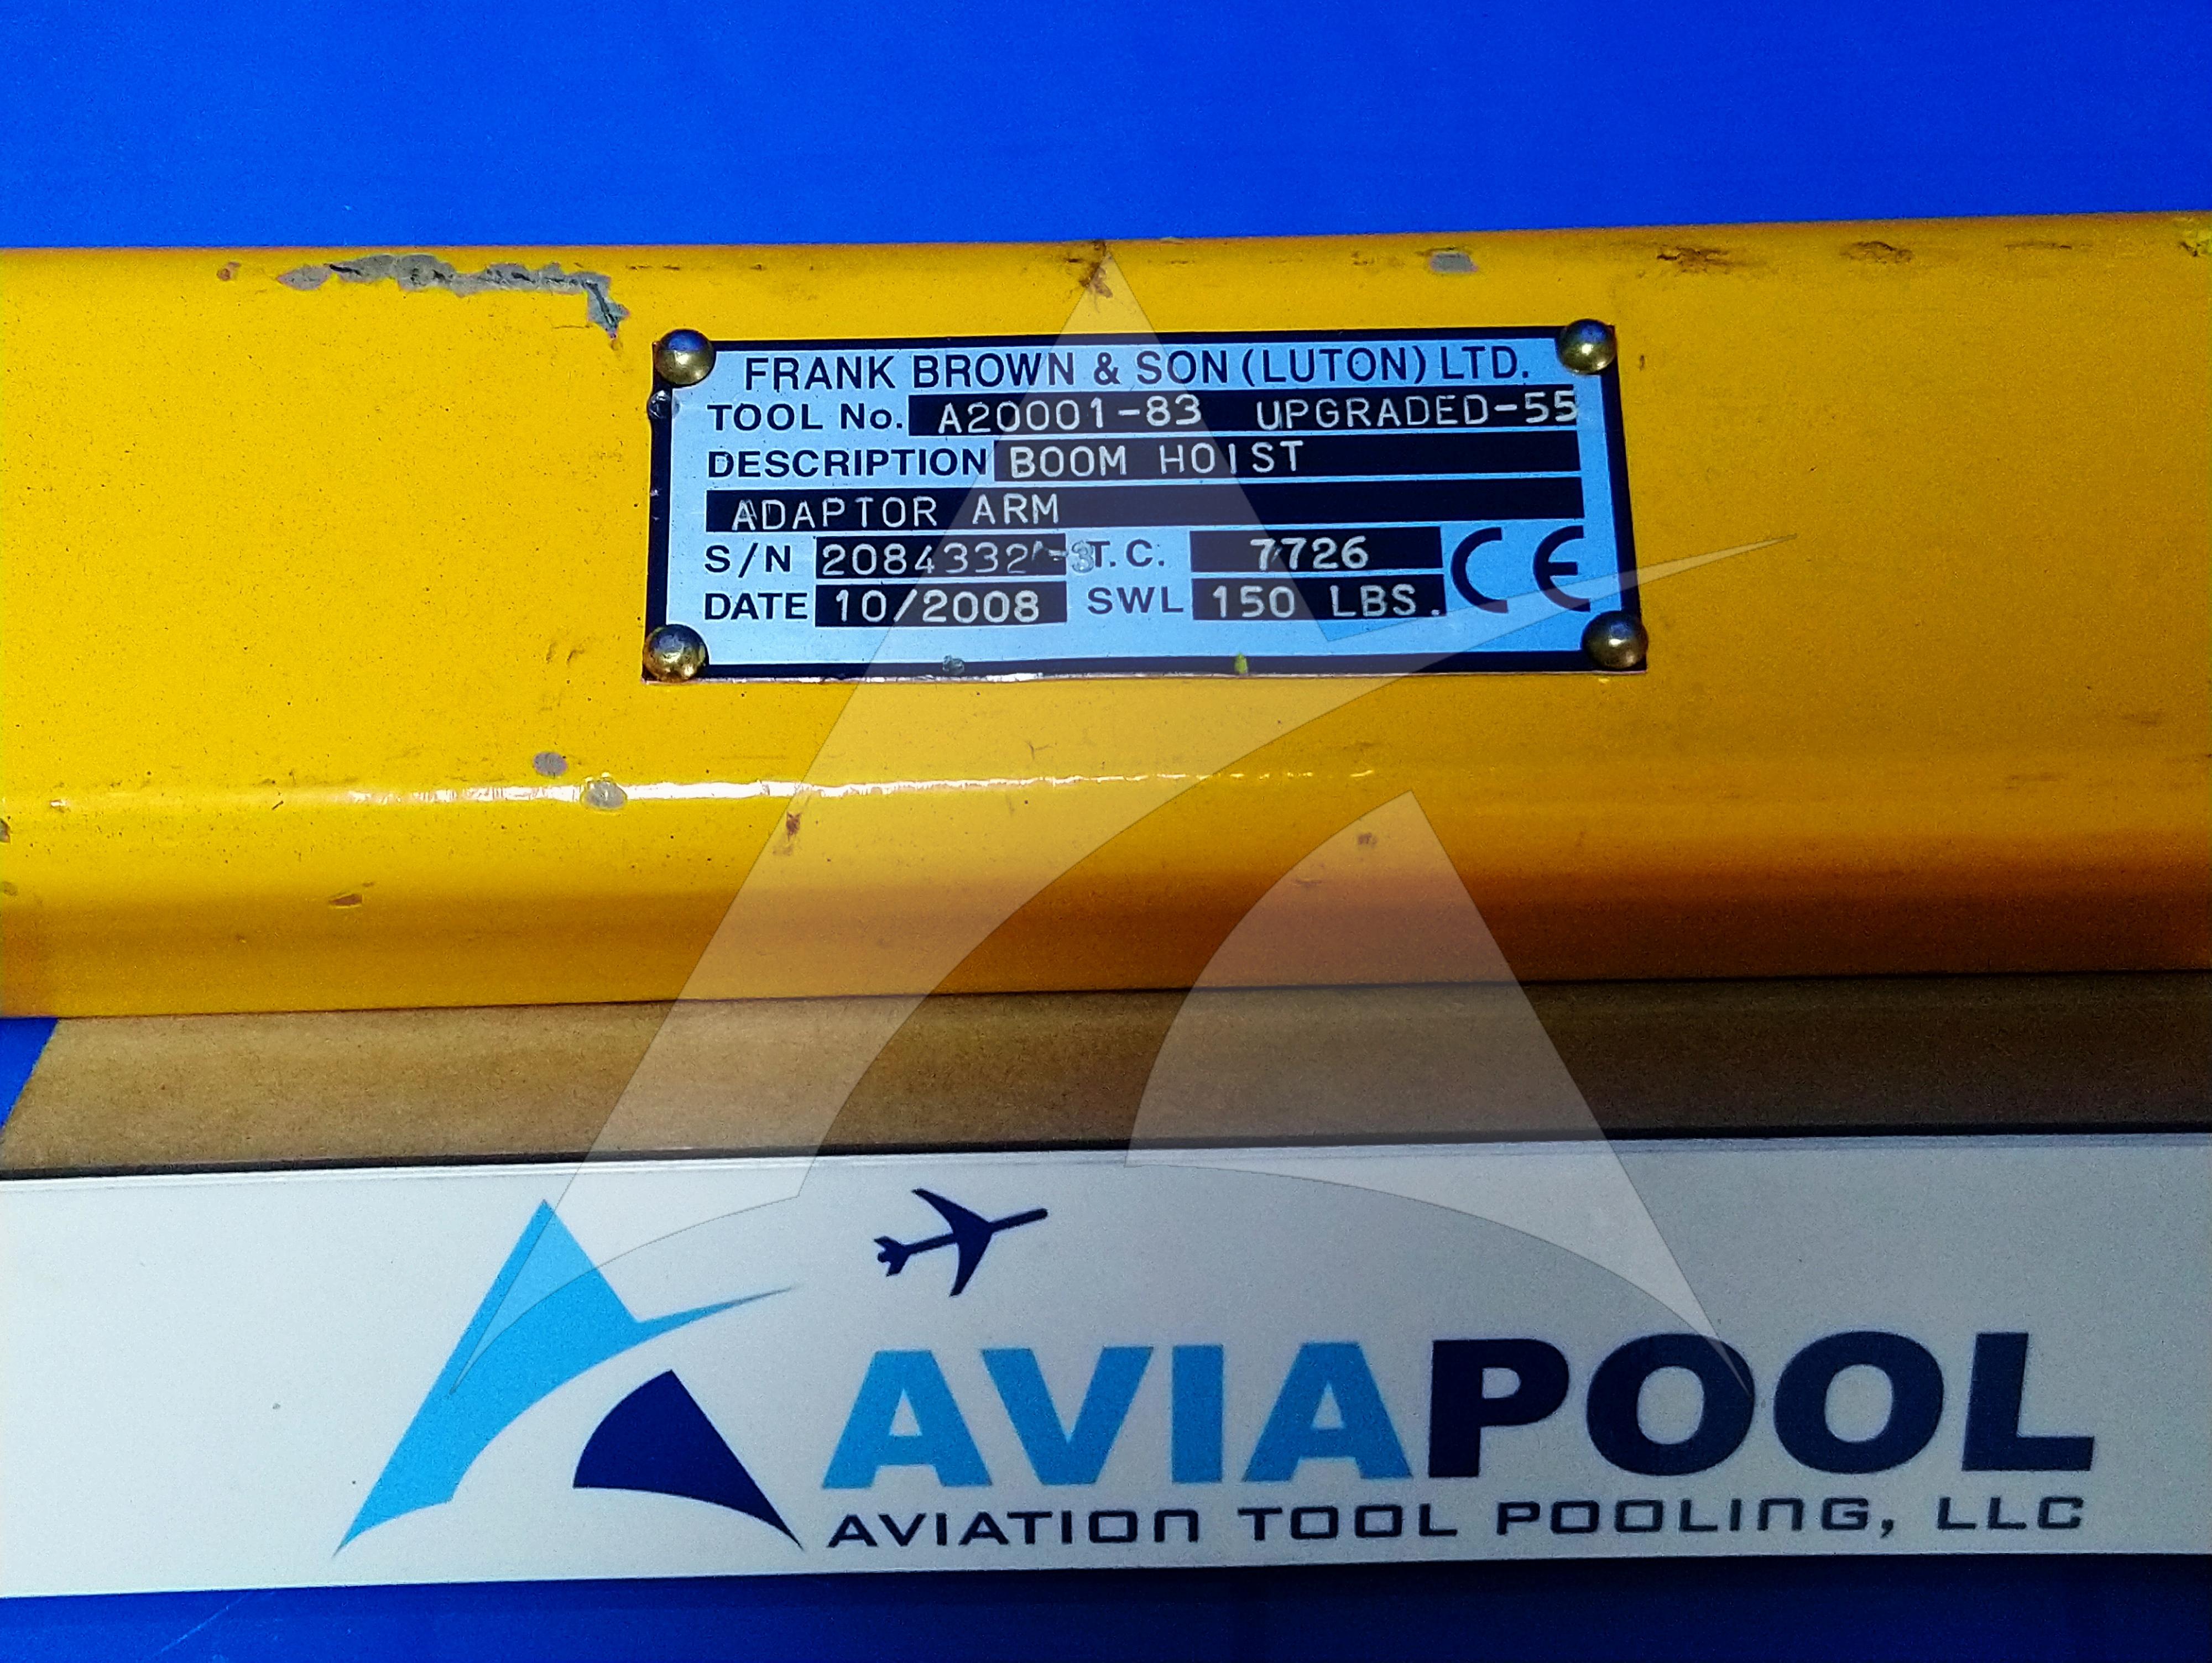 FRANK BROWN & SON (LUTON) LTD.
TOOL No. A20001-83 UPGRADED-55
DESCRIPTION BOOM HOIST
ADAPTOR ARM
S/N T.C. 7726
DATE 10/2008 SWL 150 LBS. CE
AVIAPOOL
AVIATION TOOL POOLING, LLC